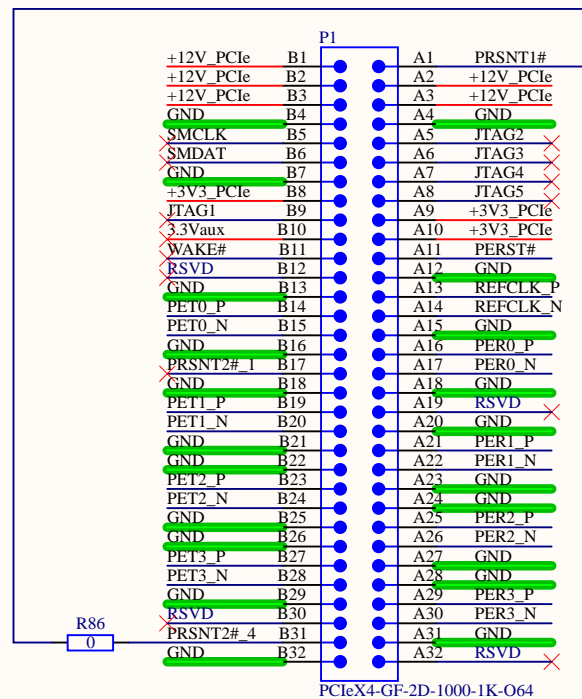 P1
+12V_PCIe B1 A1 PRSNT1#
+12V_PCIe B2 A2 +12V_PCIe
+12V_PCIe B3 A3 +12V_PCIe
GND B4 A4 GND
SMCLK B5 A5 JTAG2
SMDAT B6 A6 JTAG3
GND B7 A7 JTAG4
+3V3_PCIe B8 A8 JTAG5
JTAG1 B9 A9 +3V3_PCIe
3.3Vaux B10 A10 +3V3_PCIe
WAKE# B11 A11 PERST#
RSVD B12 A12 GND
GND B13 A13 REFCLK_P
PET0_P B14 A14 REFCLK_N
PET0_N B15 A15 GND
GND B16 A16 PER0_P
PRSNT2#_1 B17 A17 PER0_N
GND B18 A18 GND
PET1_P B19 A19 RSVD
PET1_N B20 A20 GND
GND B21 A21 PER1_P
GND B22 A22 PER1_N
PET2_P B23 A23 GND
PET2_N B24 A24 GND
GND B25 A25 PER2_P
GND B26 A26 PER2_N
PET3_P B27 A27 GND
PET3_N B28 A28 GND
GND B29 A29 PER3_P
RSVD B30 A30 PER3_N
R86
0
PRSNT2#_4 B31 A31 GND
GND B32 A32 RSVD
PCIeX4-GF-2D-1000-1K-O64